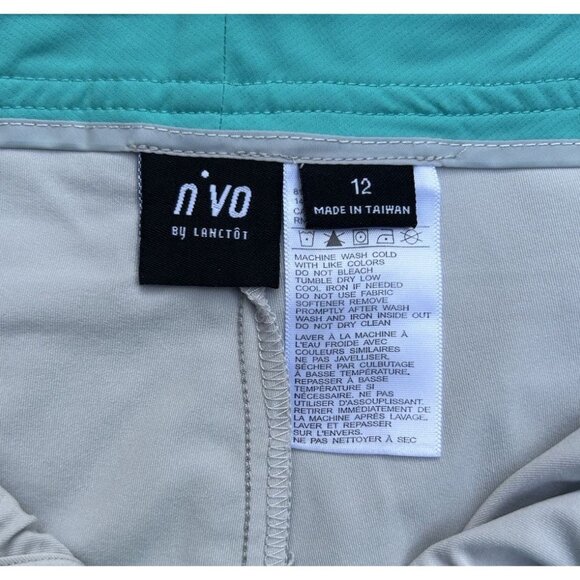 nivo
BY LANCTÔT
12
MADE IN TAIWAN
MACHINE WASH COLD
WITH LIKE COLORS
DO NOT BLEACH
TUMBLE DRY LOW
COOL IRON IF NEEDED
DO NOT USE FABRIC
SOFTENER REMOVE
PROMPTLY AFTER WASH
WASH AND IRON INSIDE OUT
DO NOT DRY CLEAN
LAVER À LA MACHINE À
L'EAU FROIDE AVEC
COULEURS SIMILAIRES
NE PAS JAVELLISER,
SÉCHER PAR CULBUTAGE
À BASSE TEMPÉRATURE,
REPASSER À BASSE
TEMPÉRATURE SI
NÉCESSAIRE. NE PAS
UTILISER D'ASSOUPLISSANT.
RETIRER IMMÉDIATEMENT DE
LA MACHINE APRÈS LAVAGE,
LAVER ET REPASSER
SUR L'ENVERS.
NE PAS NETTOYER À SEC